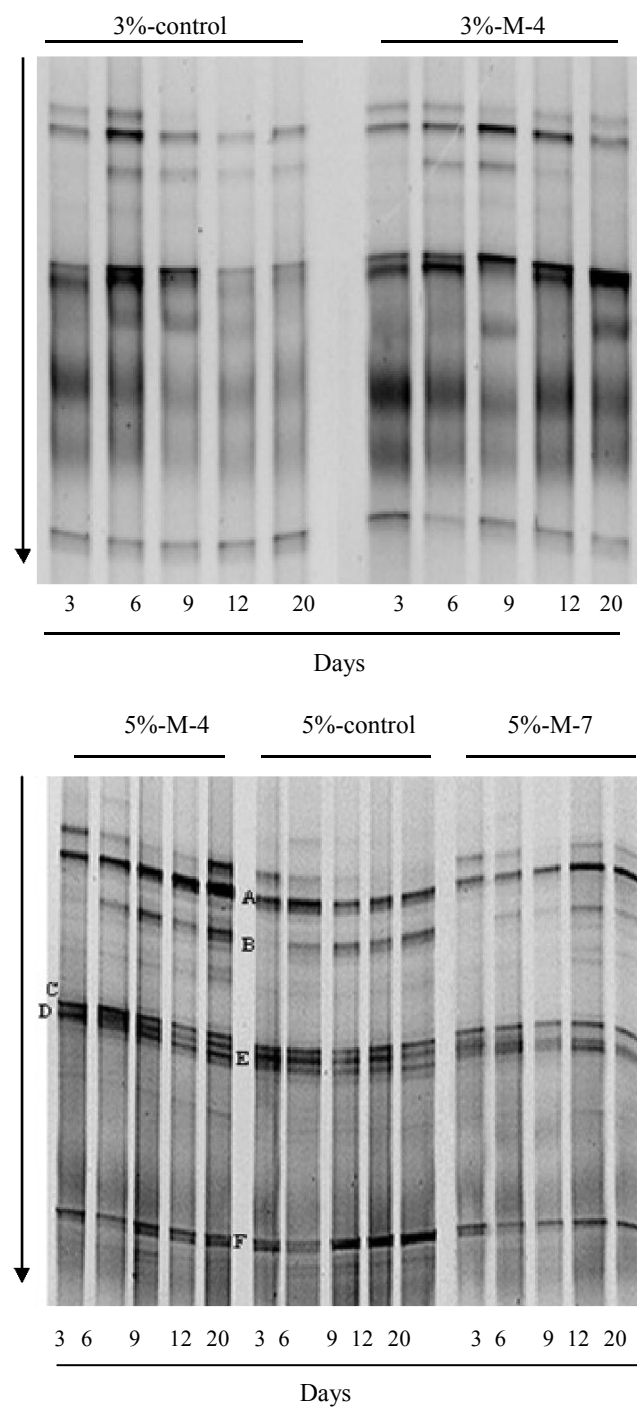 3%-control 3%-M-4
3 6 9 12 20 3 6 9 12 20
Days
5%-M-4 5%-control 5%-M-7
A
B
C
D
E
F
3 6 9 12 20 3 6 9 12 20 3 6 9 12 20
Days